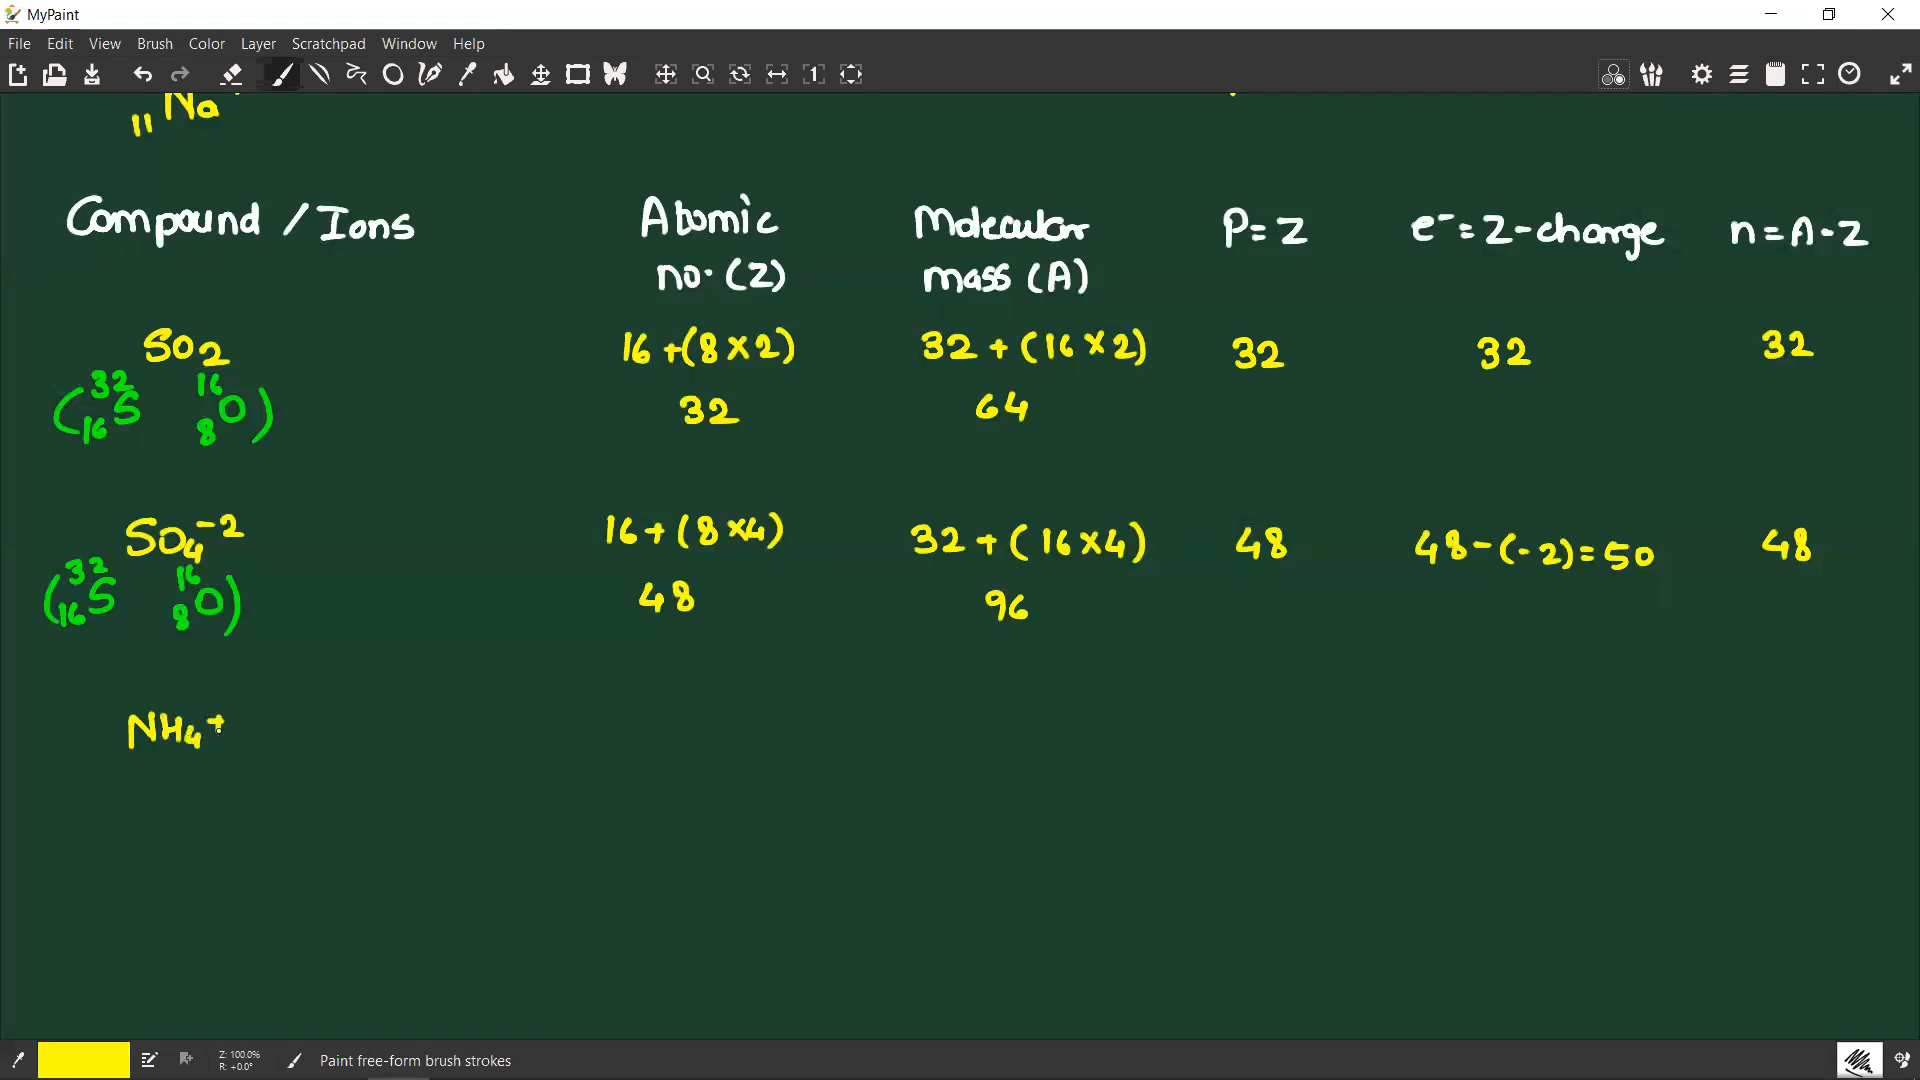 MyPaint
File Edit View Brush Color Layer Scratchpad Window Help
11Na
Compound / Ions Atomic no. (Z) Molecular mass (A) P=Z e⁻=Z-charge n=A-Z
SO2 16+(8×2) 32+(16×2) 32 32 32
(32 16S 16 8O) 32 64
SO4-2 16+(8×4) 32+(16×4) 48 48-(-2)=50 48
(32 16S 16 8O) 48 96
NH4+
Z: 100.0%
R: +0.0°
Paint free-form brush strokes